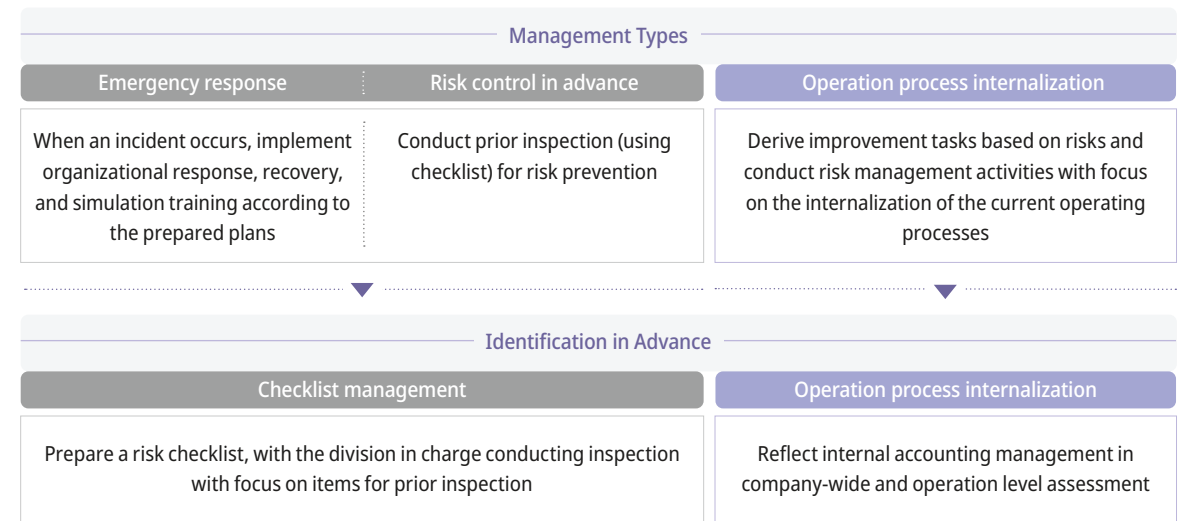 Management Types
Emergency response
Risk control in advance
Operation process internalization
When an incident occurs, implement
organizational response, recovery,
and simulation training according to
the prepared plans
Conduct prior inspection (using
checklist) for risk prevention
Derive improvement tasks based on risks and
conduct risk management activities with focus
on the internalization of the current operating
processes
Identification in Advance
Checklist management
Operation process internalization
Prepare a risk checklist, with the division in charge conducting inspection
with focus on items for prior inspection
Reflect internal accounting management in
company-wide and operation level assessment